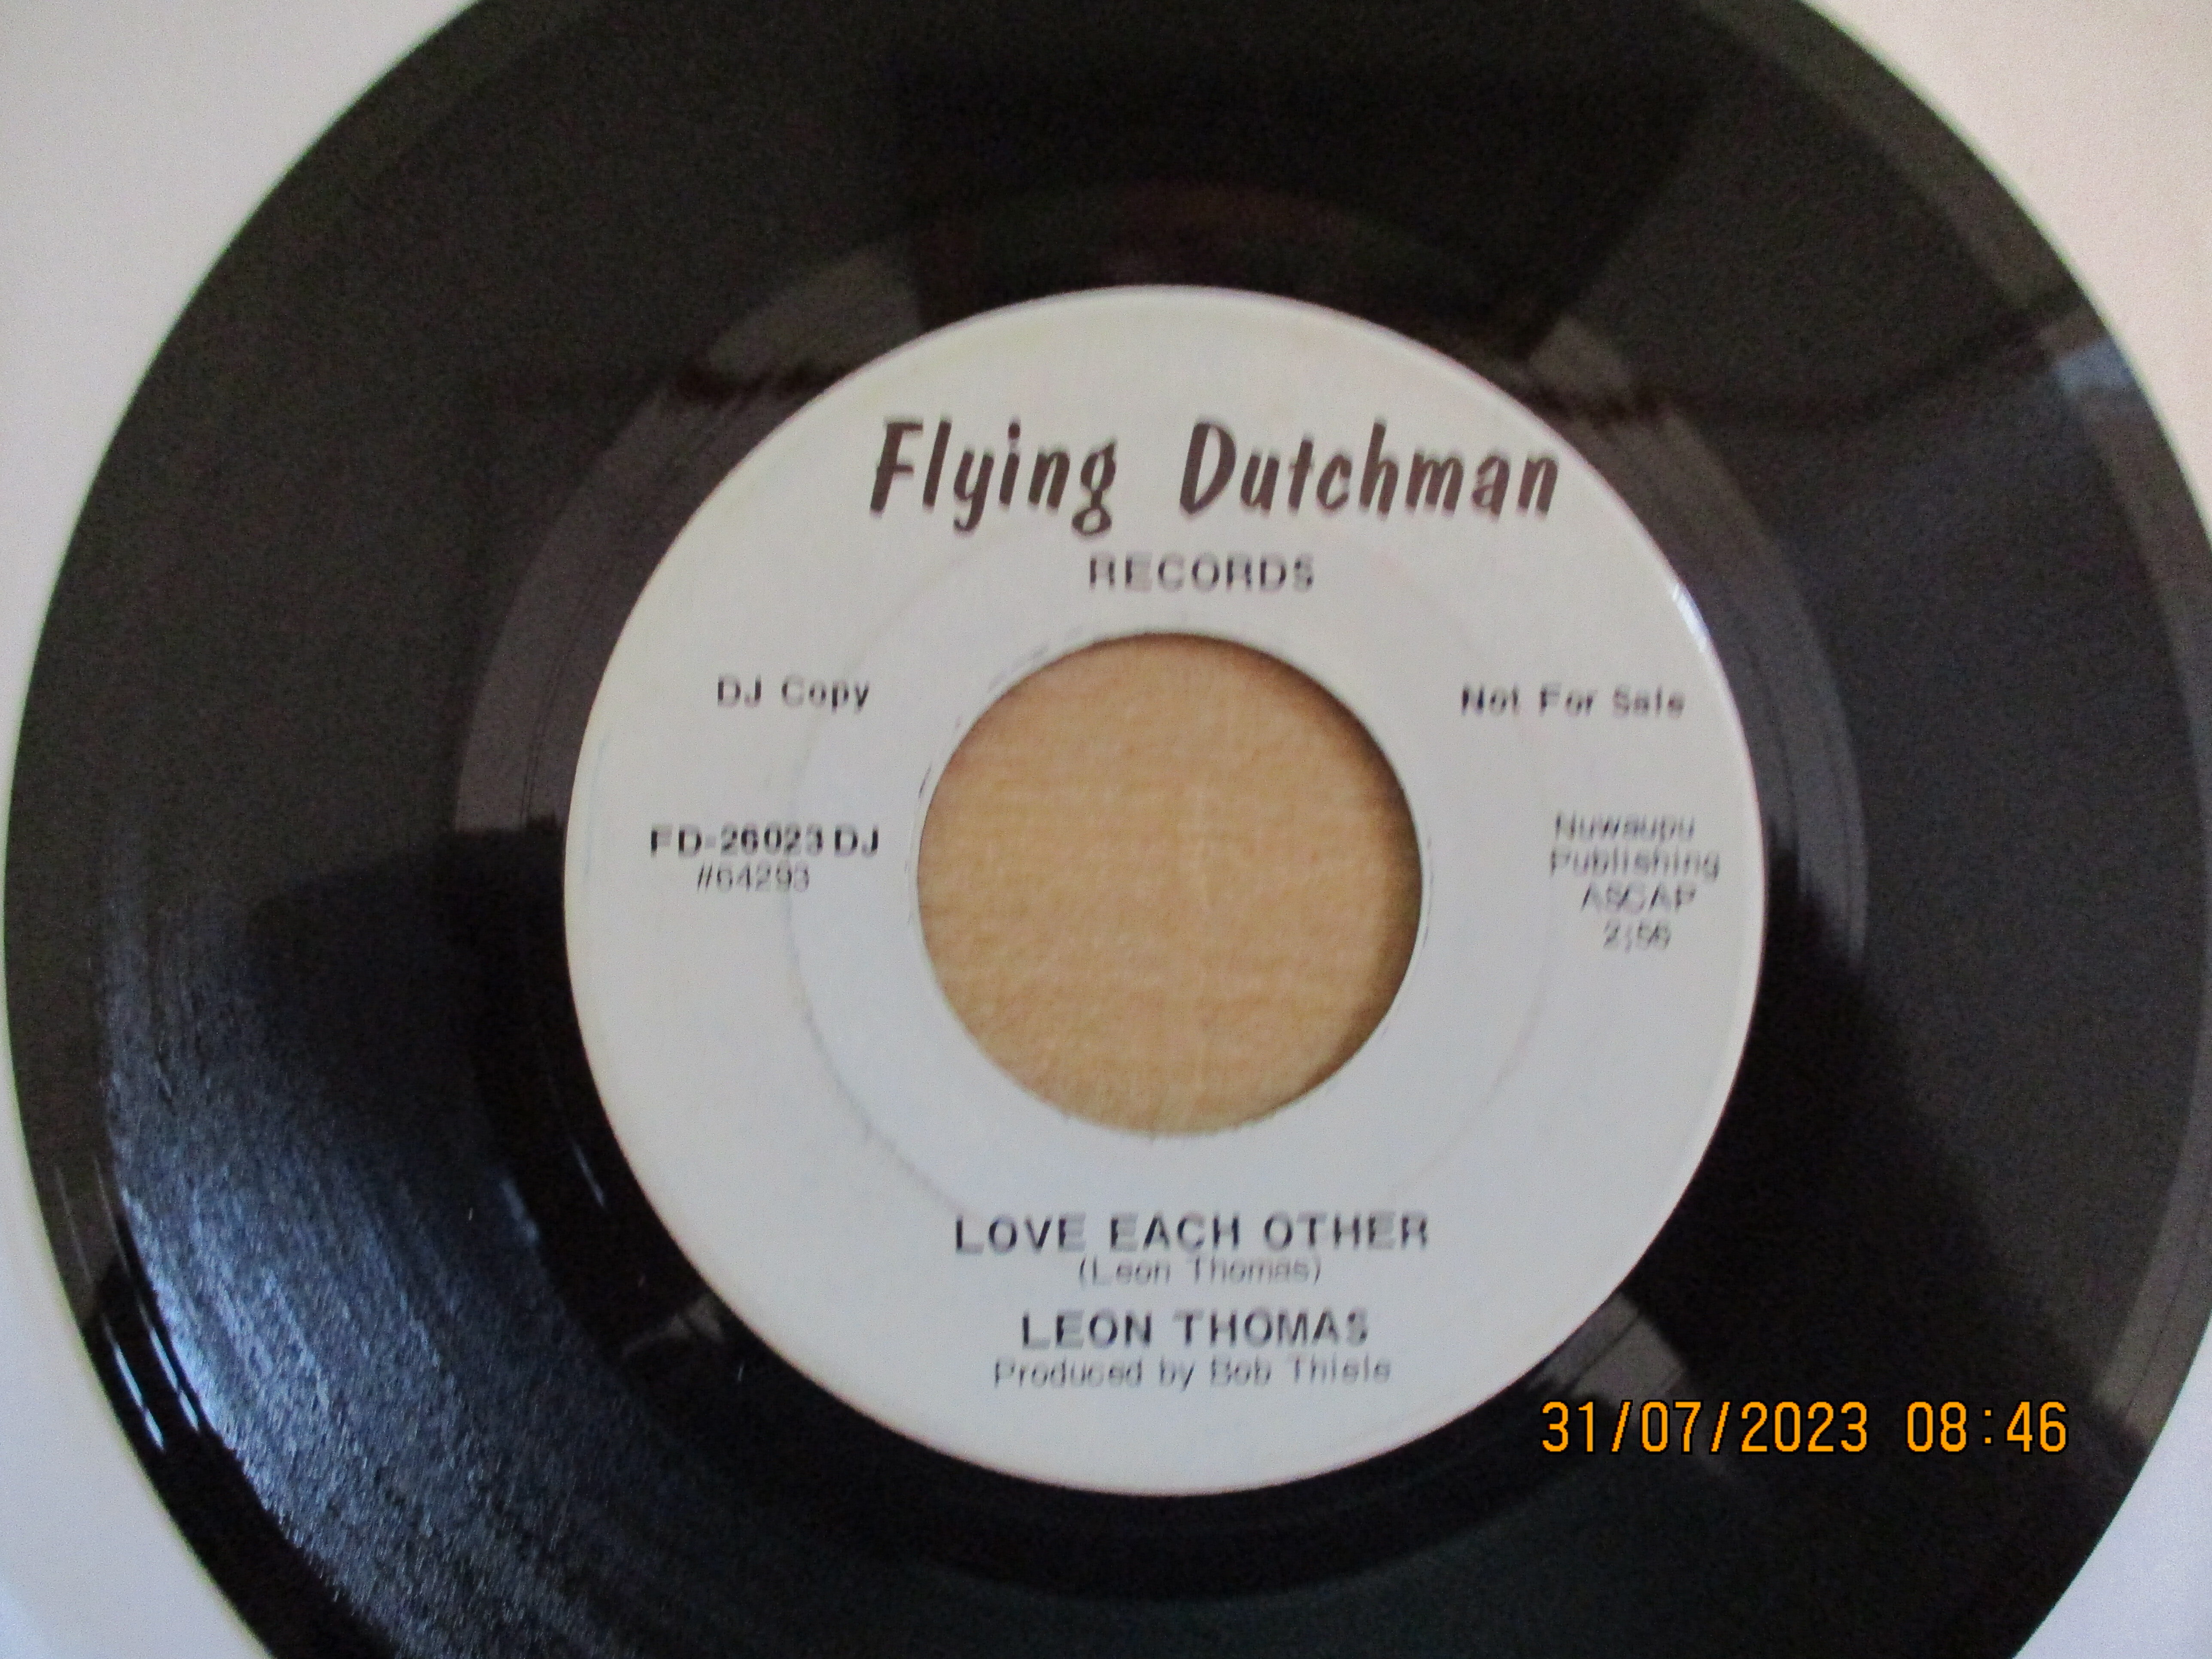 Flying Dutchman
RECORDS
DJ Copy
Not For Sale
FD-26023 DJ
#64293
Nuwaupu
Publishing
ASCAP
2:56
LOVE EACH OTHER
(Leon Thomas)
LEON THOMAS
Produced by Bob Thiele
31/07/2023 08:46